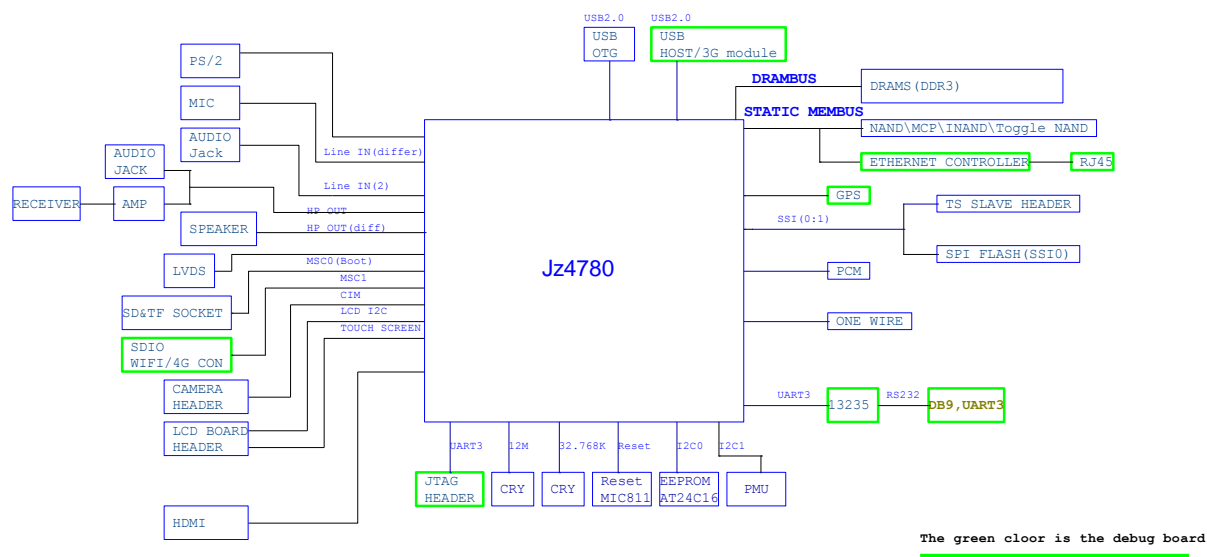 USB2.0
USB2.0
USB
OTG
USB
HOST/3G module
PS/2
DRAMBUS
DRAMS(DDR3)
MIC
STATIC MEMBUS
NAND\MCP\INAND\Toggle NAND
AUDIO
Jack
Line IN(differ)
AUDIO
JACK
ETHERNET CONTROLLER
RJ45
Line IN(2)
GPS
RECEIVER
AMP
HP OUT
TS SLAVE HEADER
SSI(0:1)
SPEAKER
HP OUT(diff)
SPI FLASH(SSI0)
MSC0(Boot)
LVDS
Jz4780
PCM
MSC1
CIM
SD&TF SOCKET
LCD I2C
ONE WIRE
TOUCH SCREEN
SDIO
WIFI/4G CON
CAMERA
HEADER
UART3
13235
RS232
DB9,UART3
LCD BOARD
HEADER
UART3
12M
32.768K
Reset
I2C0
I2C1
JTAG
HEADER
CRY
CRY
Reset
MIC811
EEPROM
AT24C16
PMU
HDMI
The green cloor is the debug board